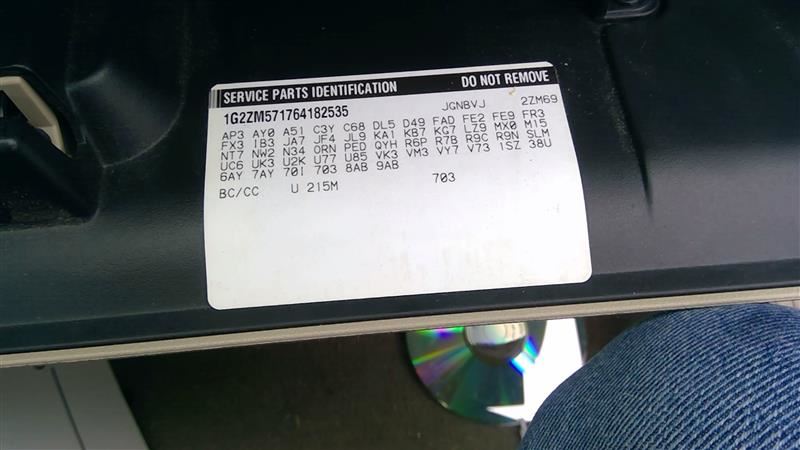 SERVICE PARTS IDENTIFICATION DO NOT REMOVE
1G2ZM571764182535 JGNBVJ 2ZM69
AP3 AY0 A51 C3Y C68 DL5 D49 FAD FE2 FE9 FR3
FX3 IB3 JA7 JF4 JL9 KA1 KB7 KG7 LZ9 MX0 M15
NT7 NW2 N34 0RN PED QYH R6P R7B R9C R9N SLM
UC6 UK3 U2K U77 U85 VK3 VM3 VY7 V73 1SZ 38U
6AY 7AY 70I 703 8AB 9AB
BC/CC U 215M 703